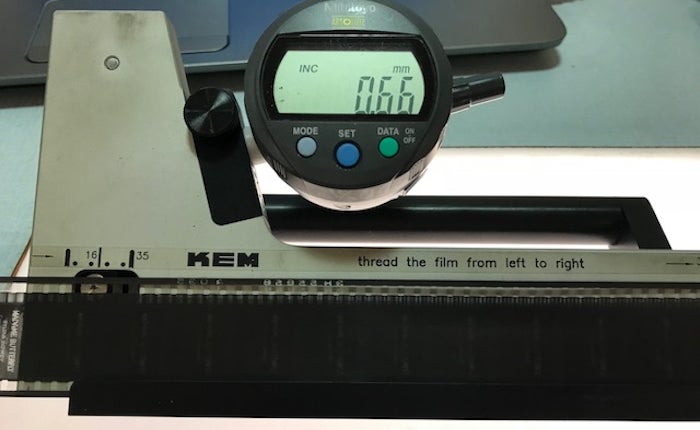 Mitutoyo
ABSOLUTE
INC mm
0.66
MODE SET DATA ON
OFF
16 35
KEM thread the film from left to right